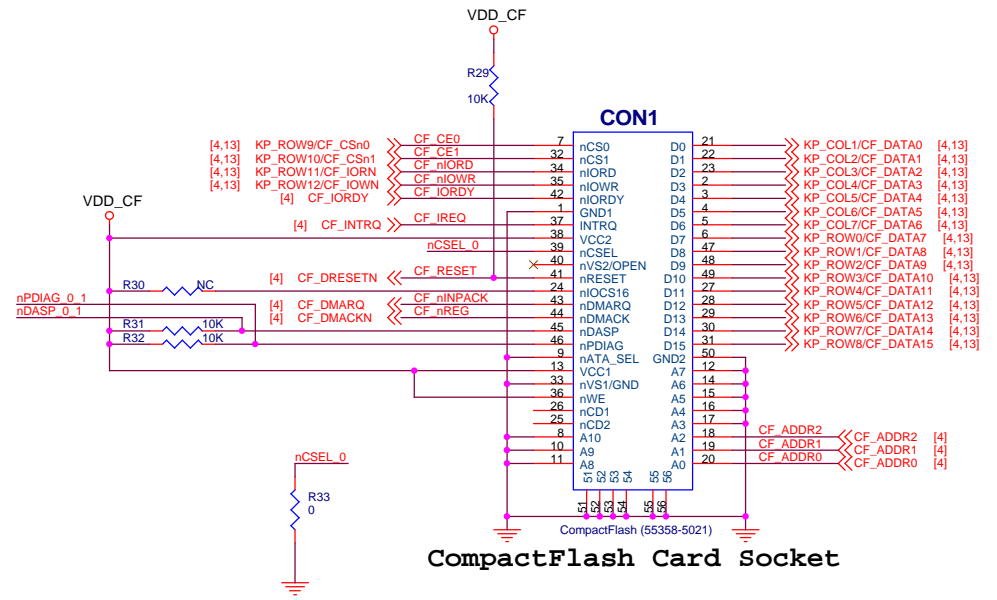 VDD_CF
R29
10K
CON1
[4,13] KP_ROW9/CF_CSn0 CF_CE0 7 nCS0 D0 21 KP_COL1/CF_DATA0 [4,13]
[4,13] KP_ROW10/CF_CSn1 CF_CE1 32 nCS1 D1 22 KP_COL2/CF_DATA1 [4,13]
[4,13] KP_ROW11/CF_IORN CF_nIORD 34 nIORD D2 23 KP_COL3/CF_DATA2 [4,13]
[4,13] KP_ROW12/CF_IOWN CF_nIOWR 35 nIOWR D3 2 KP_COL4/CF_DATA3 [4,13]
[4] CF_IORDY CF_IORDY 42 nIORDY D4 3 KP_COL5/CF_DATA4 [4,13]
VDD_CF
1 GND1 D5 4 KP_COL6/CF_DATA5 [4,13]
[4] CF_INTRQ CF_IREQ 37 INTRQ D6 5 KP_COL7/CF_DATA6 [4,13]
38 VCC2 D7 6 KP_ROW0/CF_DATA7 [4,13]
nCSEL_0 39 nCSEL D8 47 KP_ROW1/CF_DATA8 [4,13]
40 nVS2/OPEN D9 48 KP_ROW2/CF_DATA9 [4,13]
[4] CF_DRESETN CF_RESET 41 nRESET D10 49 KP_ROW3/CF_DATA10 [4,13]
R30 NC 24 nIOCS16 D11 27 KP_ROW4/CF_DATA11 [4,13]
nPDIAG_0_1 [4] CF_DMARQ CF_nINPACK 43 nDMARQ D12 28 KP_ROW5/CF_DATA12 [4,13]
nDASP_0_1 [4] CF_DMACKN CF_nREG 44 nDMACK D13 29 KP_ROW6/CF_DATA13 [4,13]
R31 10K 45 nDASP D14 30 KP_ROW7/CF_DATA14 [4,13]
R32 10K 46 nPDIAG D15 31 KP_ROW8/CF_DATA15 [4,13]
9 nATA_SEL GND2 50
13 VCC1 A7 12
33 nVS1/GND A6 14
36 nWE A5 15
26 nCD1 A4 16
25 nCD2 A3 17
8 A10 A2 18 CF_ADDR2 CF_ADDR2 [4]
10 A9 A1 19 CF_ADDR1 CF_ADDR1 [4]
11 A8 A0 20 CF_ADDR0 CF_ADDR0 [4]
nCSEL_0
51 52 53 54 55 56
R33
0
51 52 53 54 55 56
CompactFlash (55358-5021)
CompactFlash Card Socket